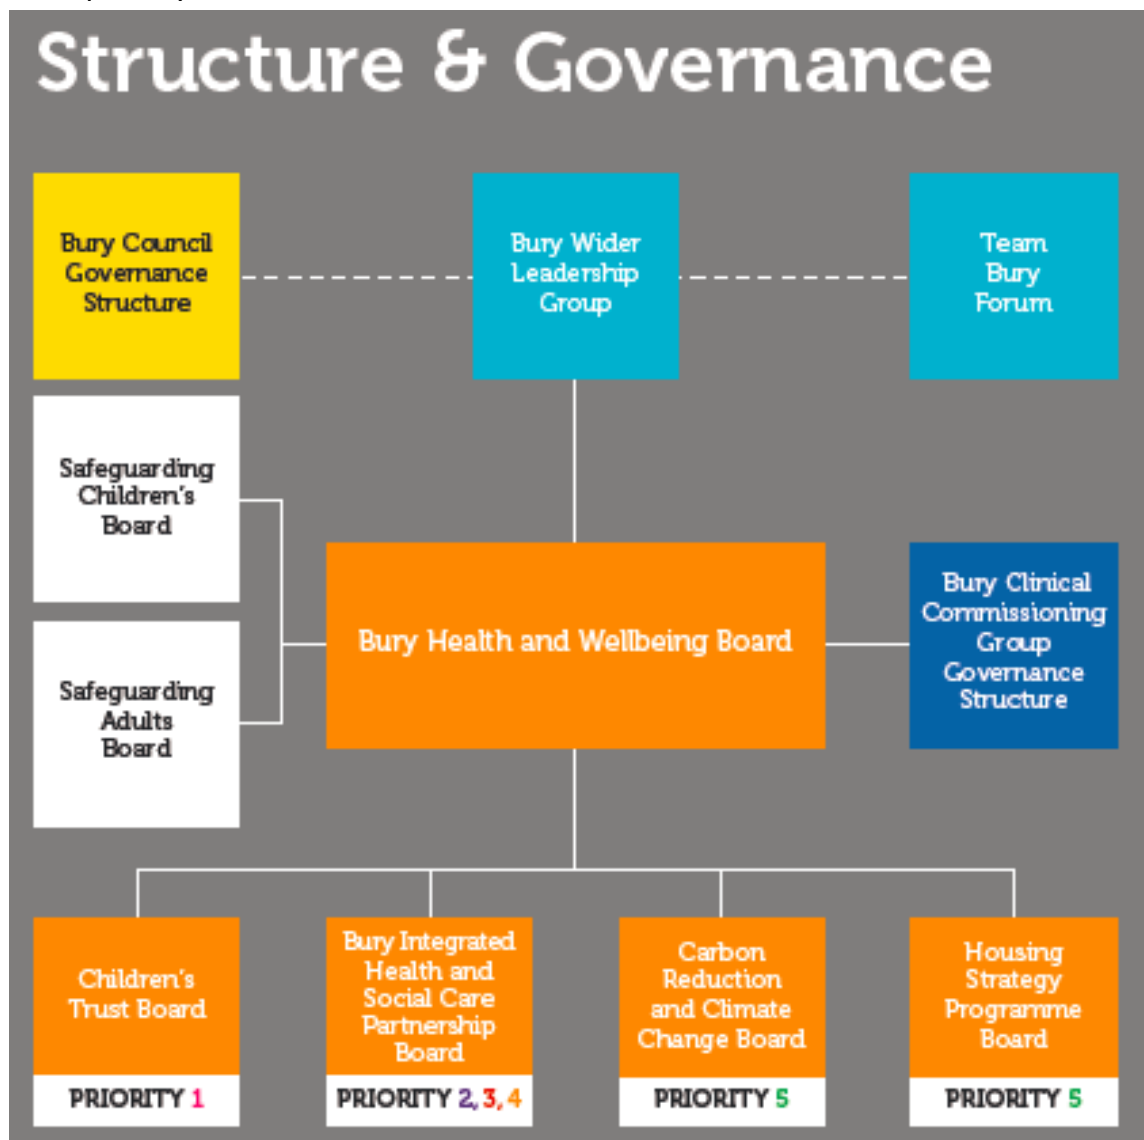 Structure & Governance
Bury Council
Governance
Structure
Bury Wider
Leadership
Group
Team
Bury
Forum
Safeguarding
Children's
Board
Safeguarding
Adults
Board
Bury Health and Wellbeing Board
Bury Clinical
Commissioning
Group
Governance
Structure
Children's
Trust Board
PRIORITY 1
Bury Integrated
Health and
Social Care
Partnership
Board
PRIORITY 2, 3, 4
Carbon
Reduction
and Climate
Change Board
PRIORITY 5
Housing
Strategy
Programme
Board
PRIORITY 5